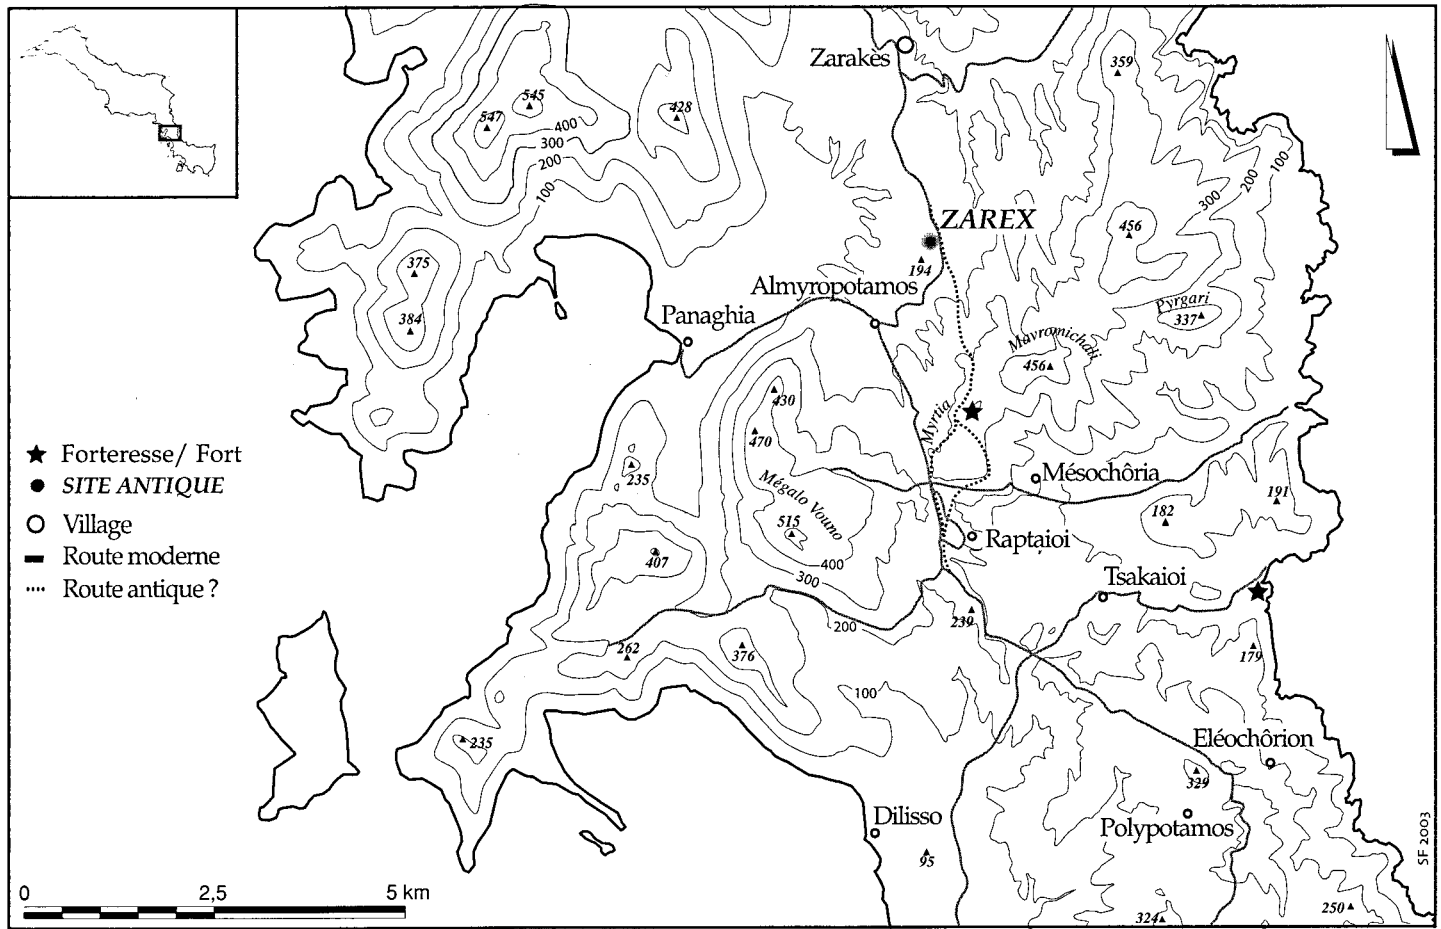 Zarakès
359
545
547
428
400
300
200
100
100
200
300
ZAREX
456
194
375
384
Almyropotamos
Panaghia
Pyrgari
337
Mavromichali
456
430
470
Myrtia
Forteresse/ Fort
SITE ANTIQUE
Village
Route moderne
Route antique ?
235
Mégalo Vouno
515
Mésochôria
191
182
Raptaioi
407
400
300
Tsakaioi
200
239
262
376
179
100
235
Eléochôrion
329
Dilisso
Polypotamos
95
SF 2003
0 2,5 5 km
324
250